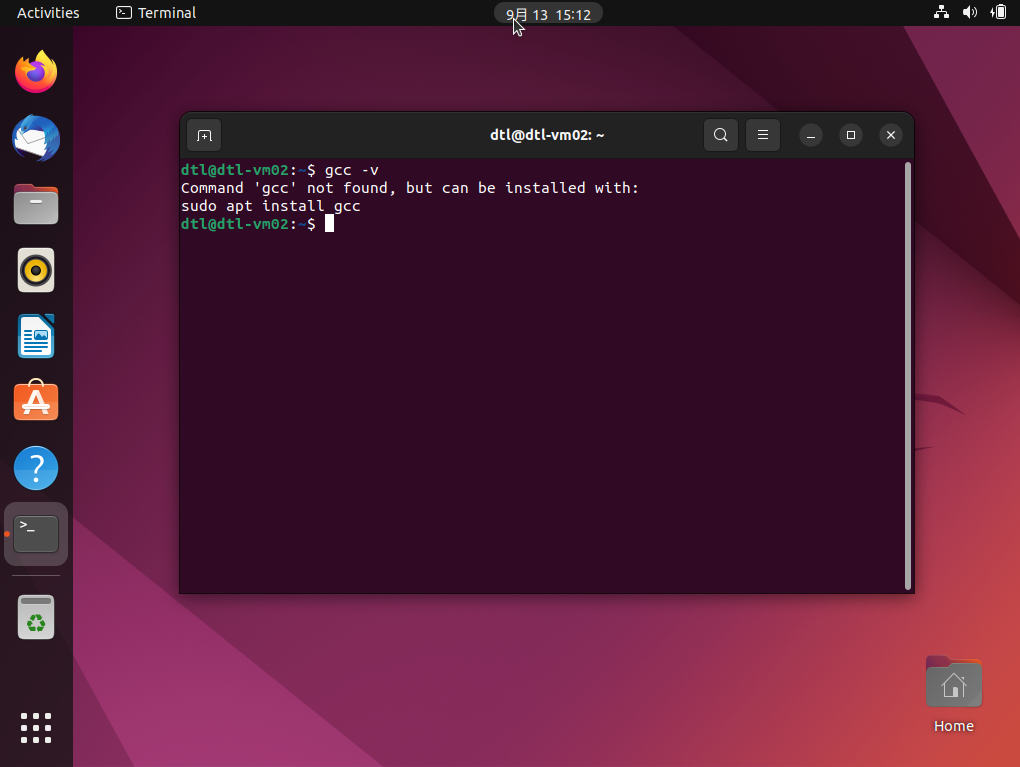 Activities
Terminal
9月 13 15:12
dtl@dtl-vm02: ~
dtl@dtl-vm02:~$ gcc -v
Command 'gcc' not found, but can be installed with:
sudo apt install gcc
dtl@dtl-vm02:~$
Home